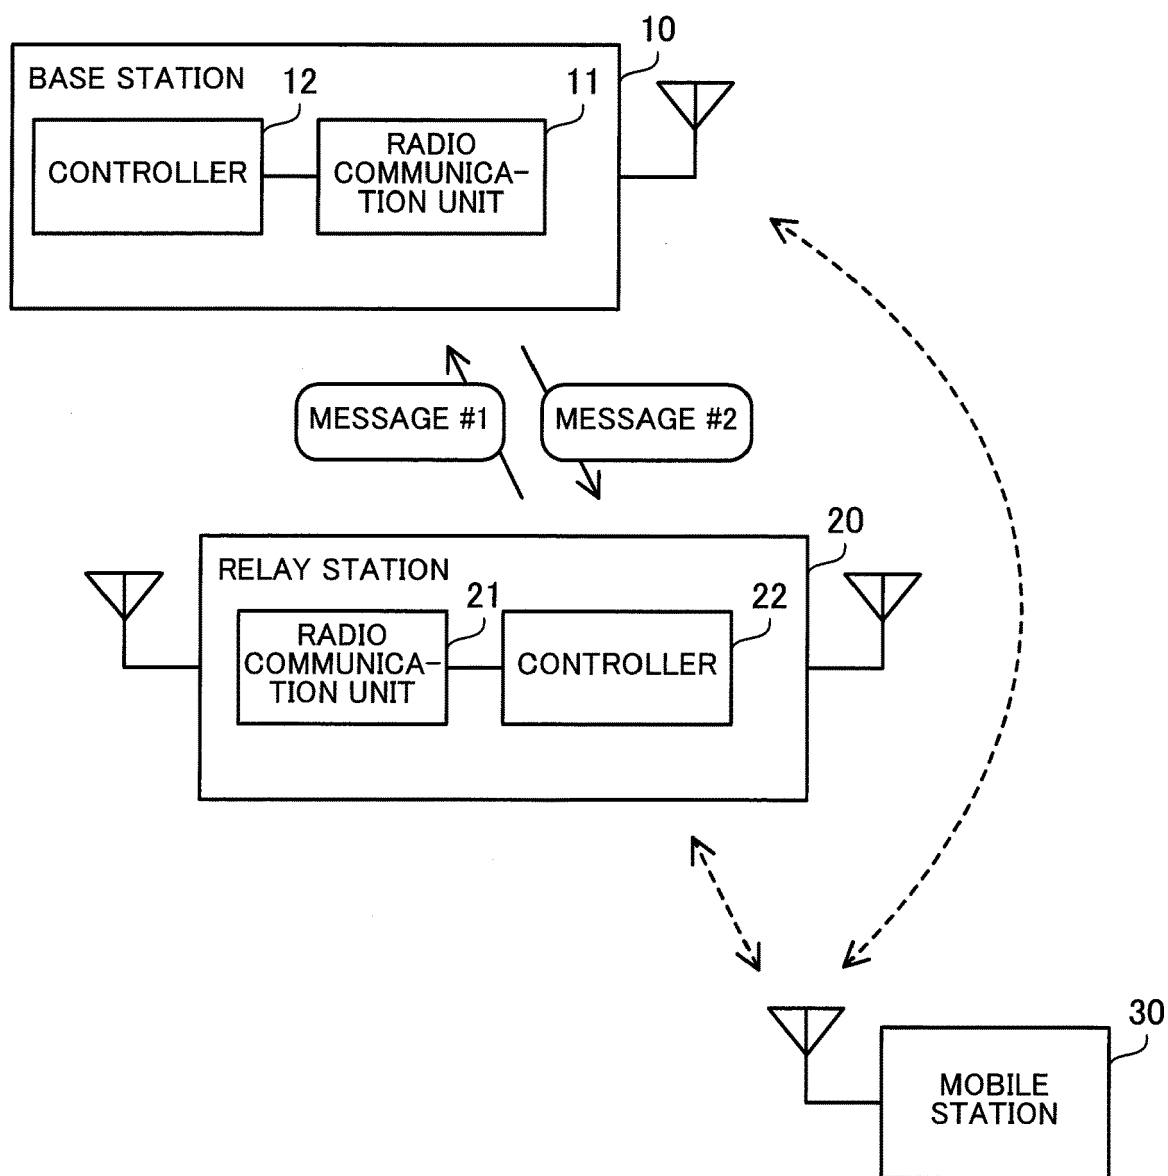 10
BASE STATION
12
11
CONTROLLER
RADIO
COMMUNICA-
TION UNIT
MESSAGE #1
MESSAGE #2
20
RELAY STATION
21
22
RADIO
COMMUNICA-
TION UNIT
CONTROLLER
30
MOBILE
STATION